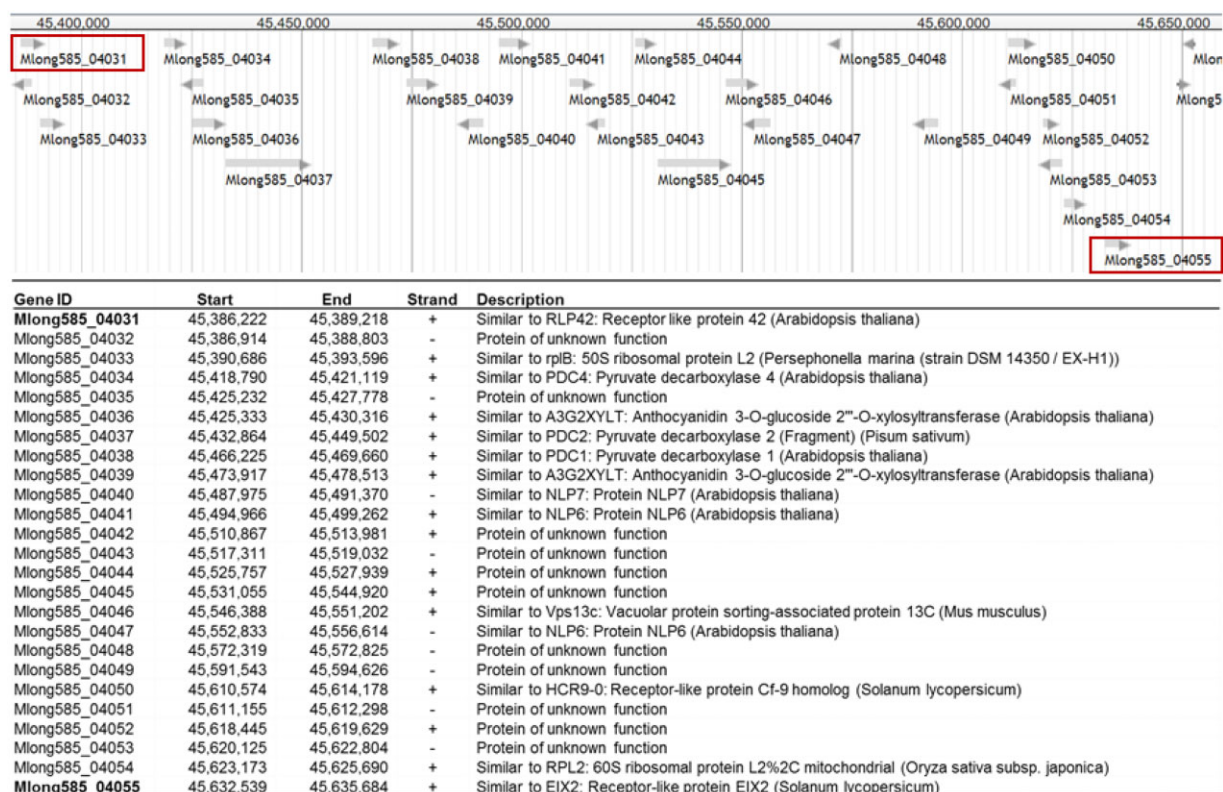 45,400,000 45,450,000 45,500,000 45,550,000 45,600,000 45,650,000
Mlong585_04031 Mlong585_04034 Mlong585_04038 Mlong585_04041 Mlong585_04044 Mlong585_04048 Mlong585_04050 Mlon
Mlong585_04032 Mlong585_04035 Mlong585_04039 Mlong585_04042 Mlong585_04046 Mlong585_04051 Mlong5
Mlong585_04033 Mlong585_04036 Mlong585_04040 Mlong585_04043 Mlong585_04047 Mlong585_04049 Mlong585_04052
Mlong585_04037 Mlong585_04045 Mlong585_04053
Mlong585_04054
Mlong585_04055
Gene ID Start End Strand Description
Mlong585_04031 45,386,222 45,389,218 + Similar to RLP42: Receptor like protein 42 (Arabidopsis thaliana)
Mlong585_04032 45,386,914 45,388,803 - Protein of unknown function
Mlong585_04033 45,390,686 45,393,596 + Similar to rplB: 50S ribosomal protein L2 (Persephonella marina (strain DSM 14350 / EX-H1))
Mlong585_04034 45,418,790 45,421,119 + Similar to PDC4: Pyruvate decarboxylase 4 (Arabidopsis thaliana)
Mlong585_04035 45,425,232 45,427,778 - Protein of unknown function
Mlong585_04036 45,425,333 45,430,316 + Similar to A3G2XYLT: Anthocyanidin 3-O-glucoside 2'''-O-xylosyltransferase (Arabidopsis thaliana)
Mlong585_04037 45,432,864 45,449,502 + Similar to PDC2: Pyruvate decarboxylase 2 (Fragment) (Pisum sativum)
Mlong585_04038 45,466,225 45,469,660 + Similar to PDC1: Pyruvate decarboxylase 1 (Arabidopsis thaliana)
Mlong585_04039 45,473,917 45,478,513 + Similar to A3G2XYLT: Anthocyanidin 3-O-glucoside 2'''-O-xylosyltransferase (Arabidopsis thaliana)
Mlong585_04040 45,487,975 45,491,370 - Similar to NLP7: Protein NLP7 (Arabidopsis thaliana)
Mlong585_04041 45,494,966 45,499,262 + Similar to NLP6: Protein NLP6 (Arabidopsis thaliana)
Mlong585_04042 45,510,867 45,513,981 + Protein of unknown function
Mlong585_04043 45,517,311 45,519,032 - Protein of unknown function
Mlong585_04044 45,525,757 45,527,939 + Protein of unknown function
Mlong585_04045 45,531,055 45,544,920 + Protein of unknown function
Mlong585_04046 45,546,388 45,551,202 + Similar to Vps13c: Vacuolar protein sorting-associated protein 13C (Mus musculus)
Mlong585_04047 45,552,833 45,556,614 - Similar to NLP6: Protein NLP6 (Arabidopsis thaliana)
Mlong585_04048 45,572,319 45,572,825 - Protein of unknown function
Mlong585_04049 45,591,543 45,594,626 - Protein of unknown function
Mlong585_04050 45,610,574 45,614,178 + Similar to HCR9-0: Receptor-like protein Cf-9 homolog (Solanum lycopersicum)
Mlong585_04051 45,611,155 45,612,298 - Protein of unknown function
Mlong585_04052 45,618,445 45,619,629 + Protein of unknown function
Mlong585_04053 45,620,125 45,622,804 - Protein of unknown function
Mlong585_04054 45,623,173 45,625,690 + Similar to RPL2: 60S ribosomal protein L2%2C mitochondrial (Oryza sativa subsp. japonica)
Mlong585_04055 45,632,539 45,635,684 + Similar to EIX2: Receptor-like protein EIX2 (Solanum lycopersicum)